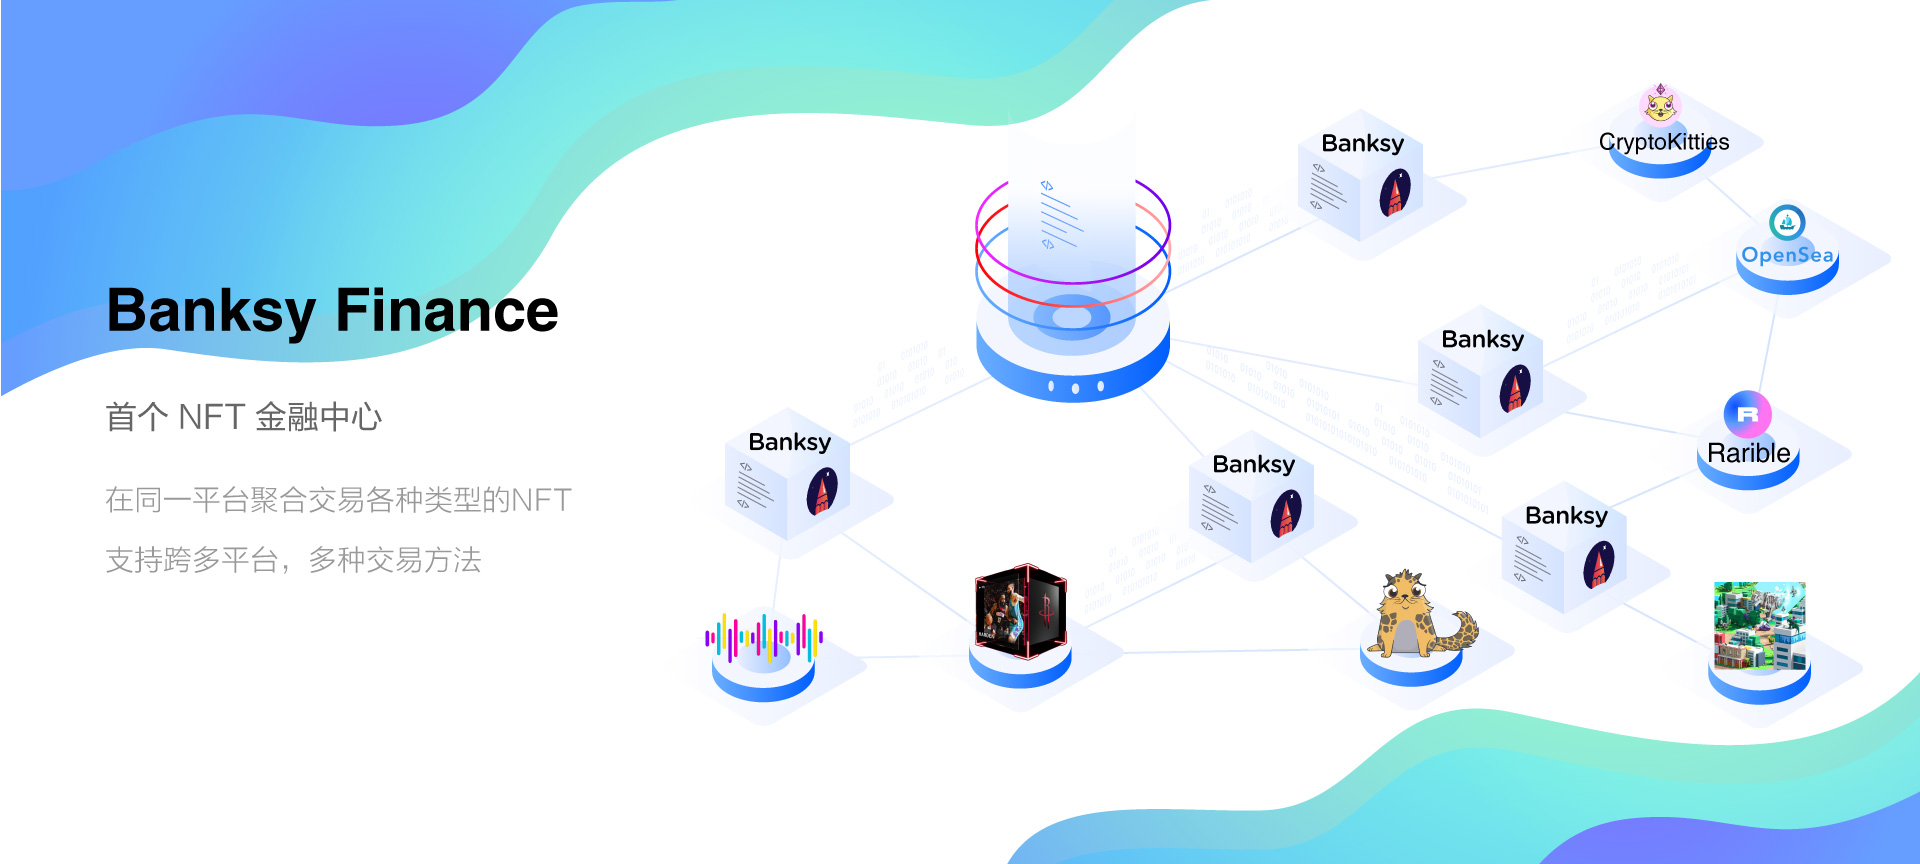 Banksy Finance
首个 NFT 金融中心
在同一平台聚合交易各种类型的NFT
支持跨多平台，多种交易方法
Banksy
CryptoKitties
OpenSea
Banksy
Rarible
Banksy
Banksy
Banksy
HARDEN